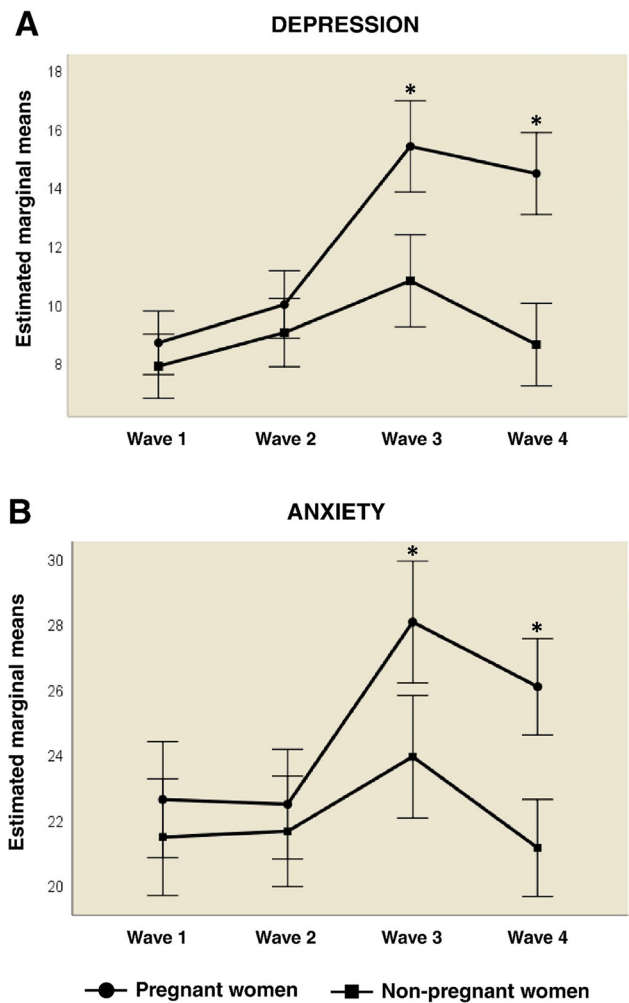 A
DEPRESSION
Estimated marginal means
18
16
14
12
10
8
*
*
Wave 1 Wave 2 Wave 3 Wave 4
B
ANXIETY
Estimated marginal means
30
28
26
24
22
20
*
*
Wave 1 Wave 2 Wave 3 Wave 4
Pregnant women Non-pregnant women